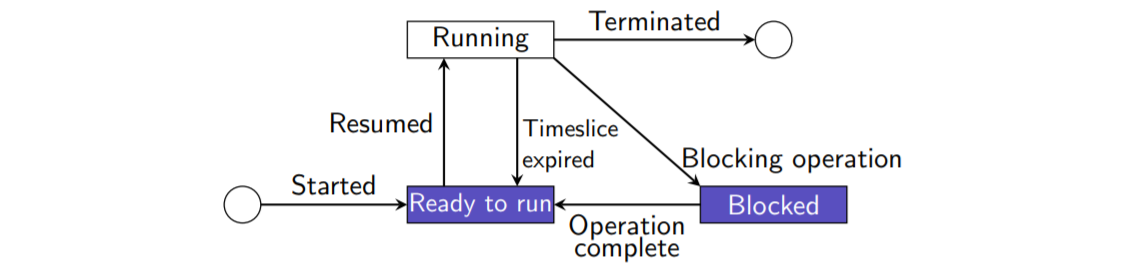 Terminated
Running
Resumed
Timeslice
expired
Blocking operation
Started
Ready to run
Blocked
Operation
complete